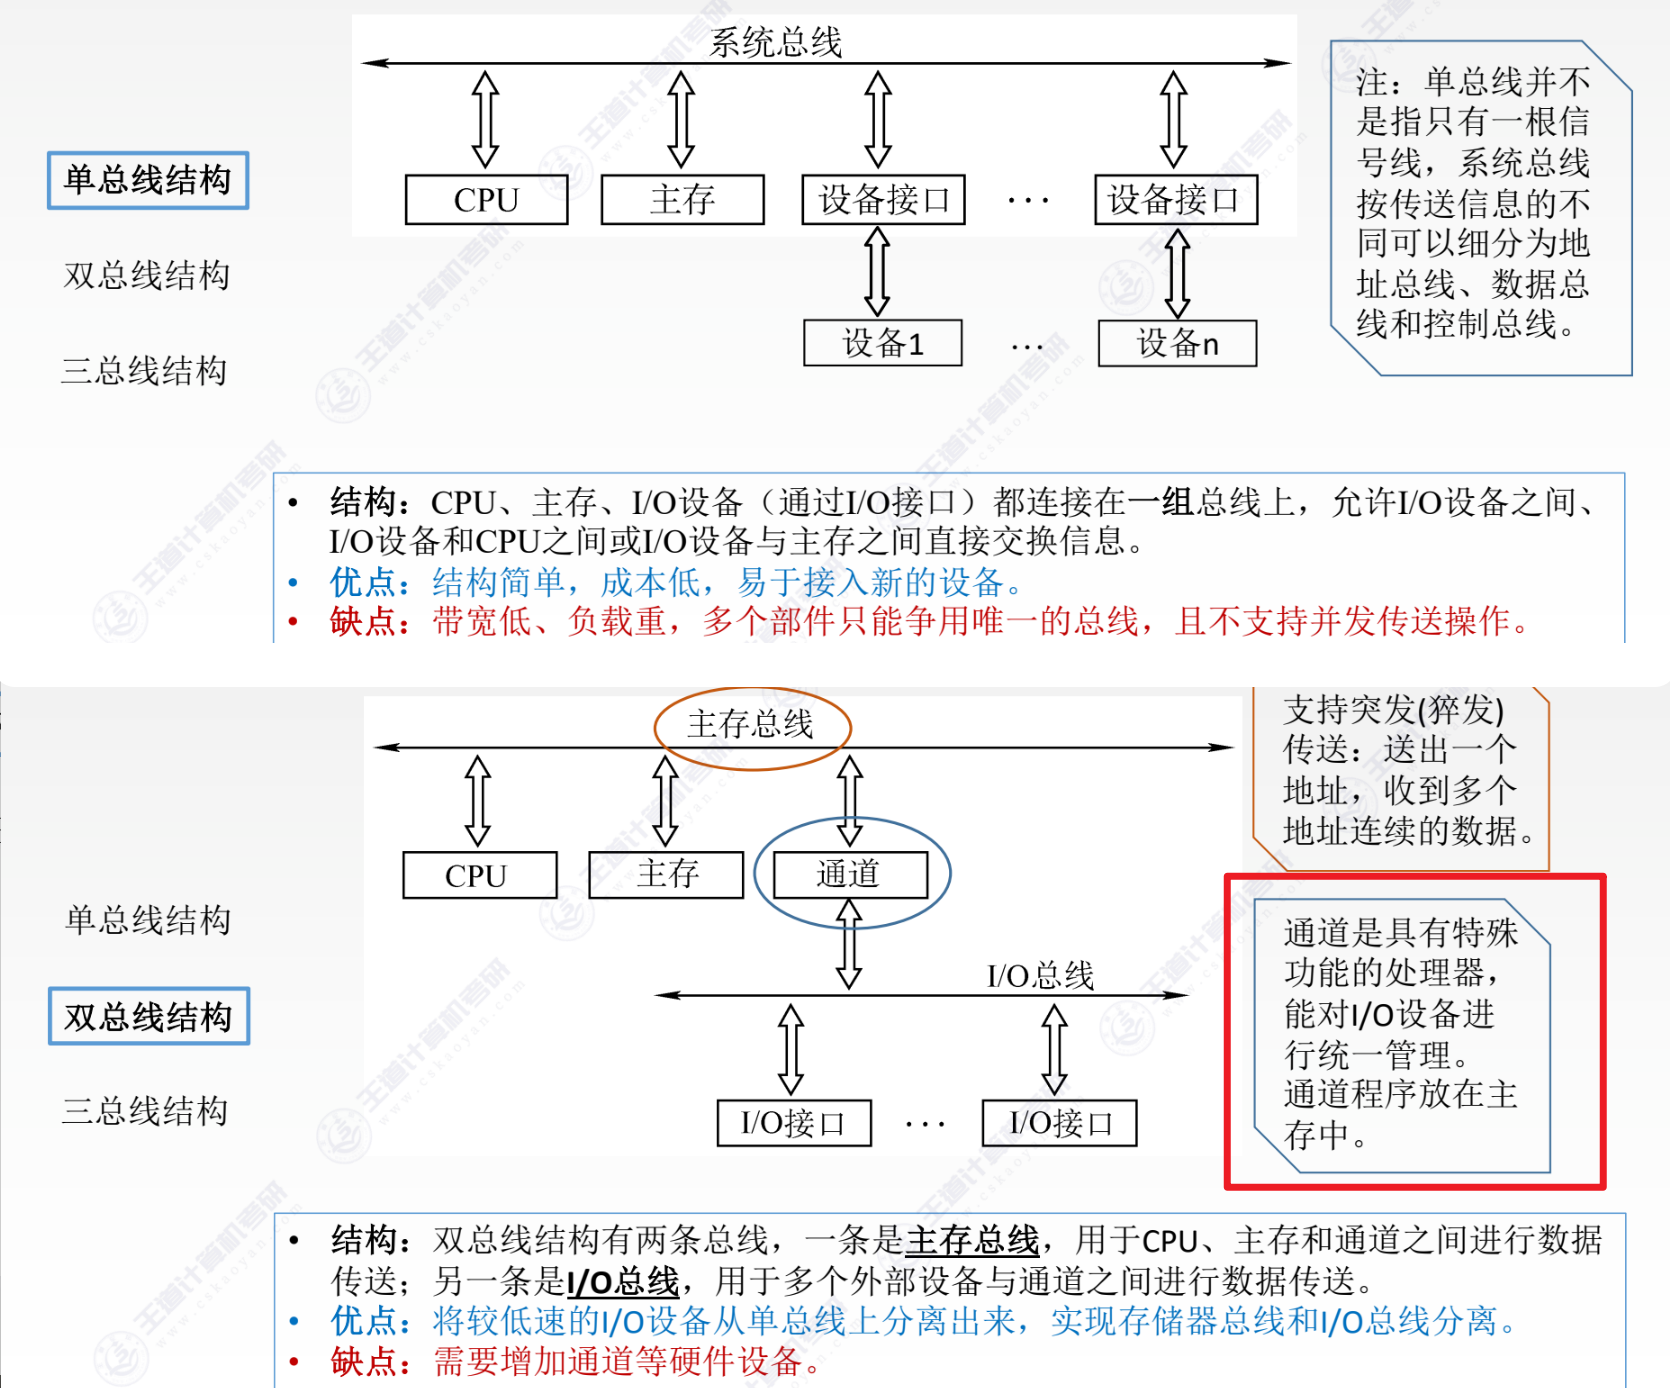 系统总线
CPU
主存
设备接口
...
设备接口
设备1
...
设备n
单总线结构
双总线结构
三总线结构
注：单总线并不
是指只有一根信
号线，系统总线
按传送信息的不
同可以细分为地
址总线、数据总
线和控制总线。
• 结构：CPU、主存、I/O设备（通过I/O接口）都连接在一组总线上，允许I/O设备之间、
I/O设备和CPU之间或I/O设备与主存之间直接交换信息。
• 优点：结构简单，成本低，易于接入新的设备。
• 缺点：带宽低、负载重，多个部件只能争用唯一的总线，且不支持并发传送操作。
主存总线
CPU
主存
通道
I/O总线
I/O接口
...
I/O接口
单总线结构
双总线结构
三总线结构
支持突发(猝发)
传送：送出一个
地址，收到多个
地址连续的数据。
通道是具有特殊
功能的处理器，
能对I/O设备进
行统一管理。
通道程序放在主
存中。
• 结构：双总线结构有两条总线，一条是主存总线，用于CPU、主存和通道之间进行数据
传送；另一条是I/O总线，用于多个外部设备与通道之间进行数据传送。
• 优点：将较低速的I/O设备从单总线上分离出来，实现存储器总线和I/O总线分离。
• 缺点：需要增加通道等硬件设备。
王道计算机考研
www.cskaoyan.com